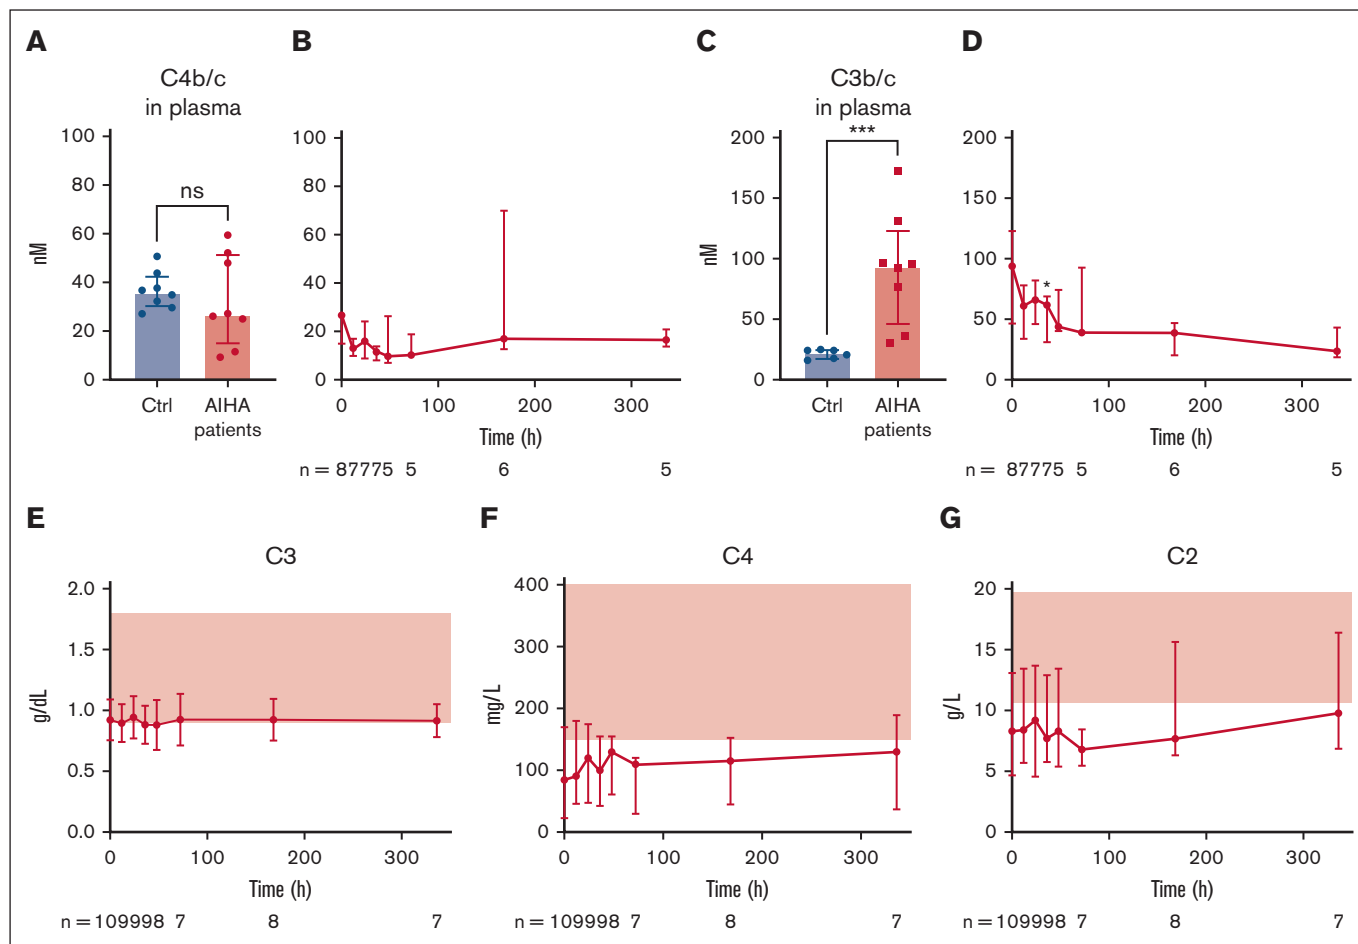 A
B
C
D
C4b/c
in plasma
100
80
60
40
20
0
nM
ns
Ctrl
AIHA
patients
100
80
60
40
20
0
0 100 200 300
Time (h)
n = 87775 5 6 5
C3b/c
in plasma
200
150
100
50
0
nM
***
Ctrl
AIHA
patients
200
150
100
50
0
*
0 100 200 300
Time (h)
n = 87775 5 6 5
E
F
G
C3
2.0
1.5
1.0
0.5
0.0
g/dL
0 100 200 300
Time (h)
n = 109998 7 8 7
C4
400
300
200
100
0
mg/L
0 100 200 300
Time (h)
n = 109998 7 8 7
C2
20
15
10
5
0
g/L
0 100 200 300
Time (h)
n = 109998 7 8 7